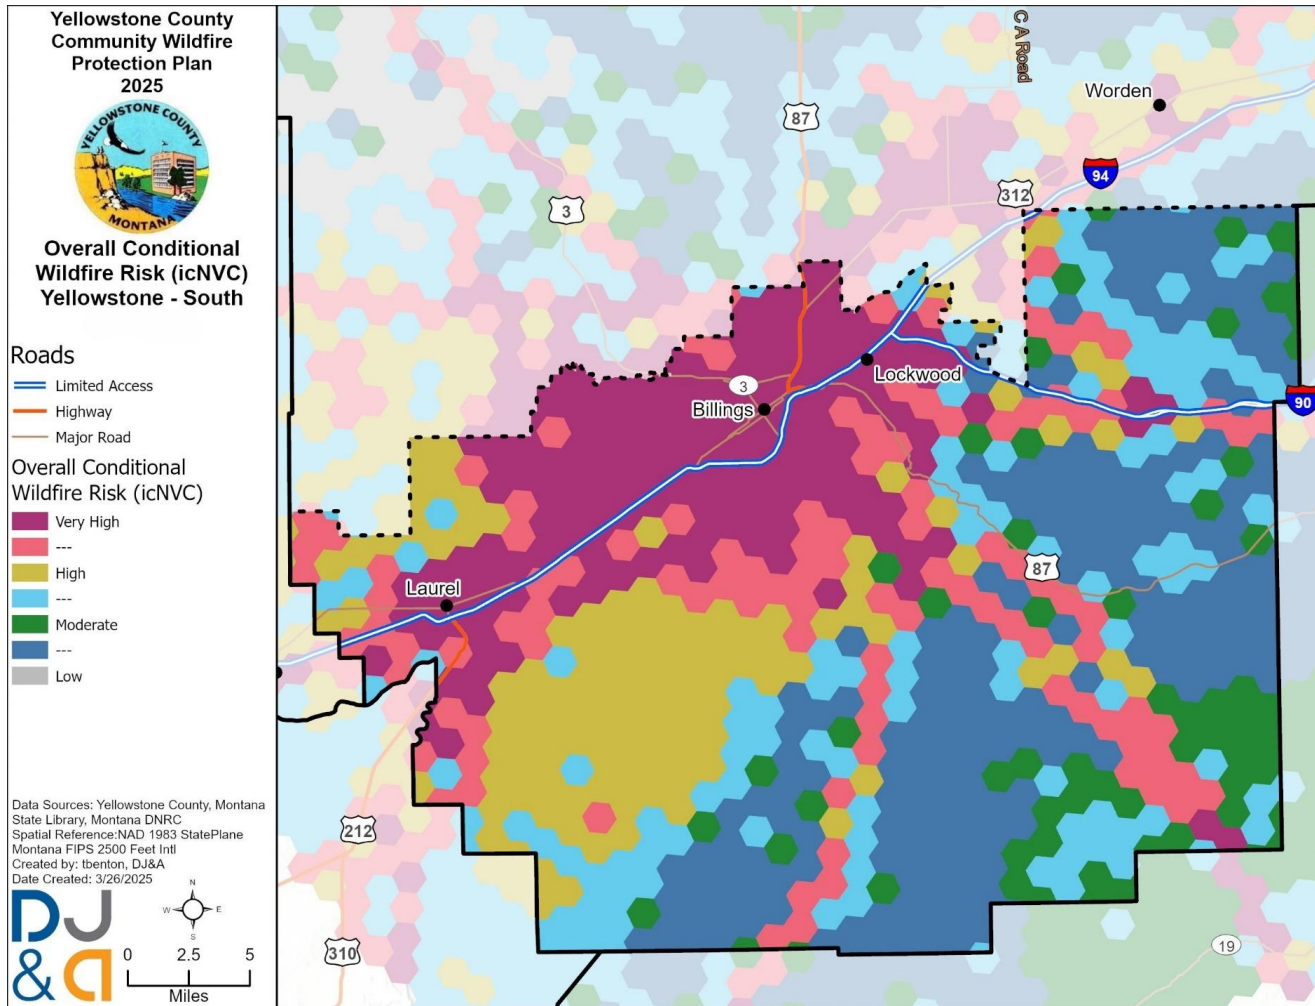 Yellowstone County
Community Wildfire
Protection Plan
2025
YELLOWSTONE COUNTY
MONTANA
Overall Conditional
Wildfire Risk (icNVC)
Yellowstone - South
Roads
Limited Access
Highway
Major Road
Overall Conditional
Wildfire Risk (icNVC)
Very High
---
High
---
Moderate
---
Low
Data Sources: Yellowstone County, Montana
State Library, Montana DNRC
Spatial Reference:NAD 1983 StatePlane
Montana FIPS 2500 Feet Intl
Created by: tbenton, DJ&A
Date Created: 3/26/2025
DJ
&a
N
W
E
S
0 2.5 5
Miles
C A Road
Worden
87
94
312
3
Lockwood
3
Billings
90
87
Laurel
212
310
19